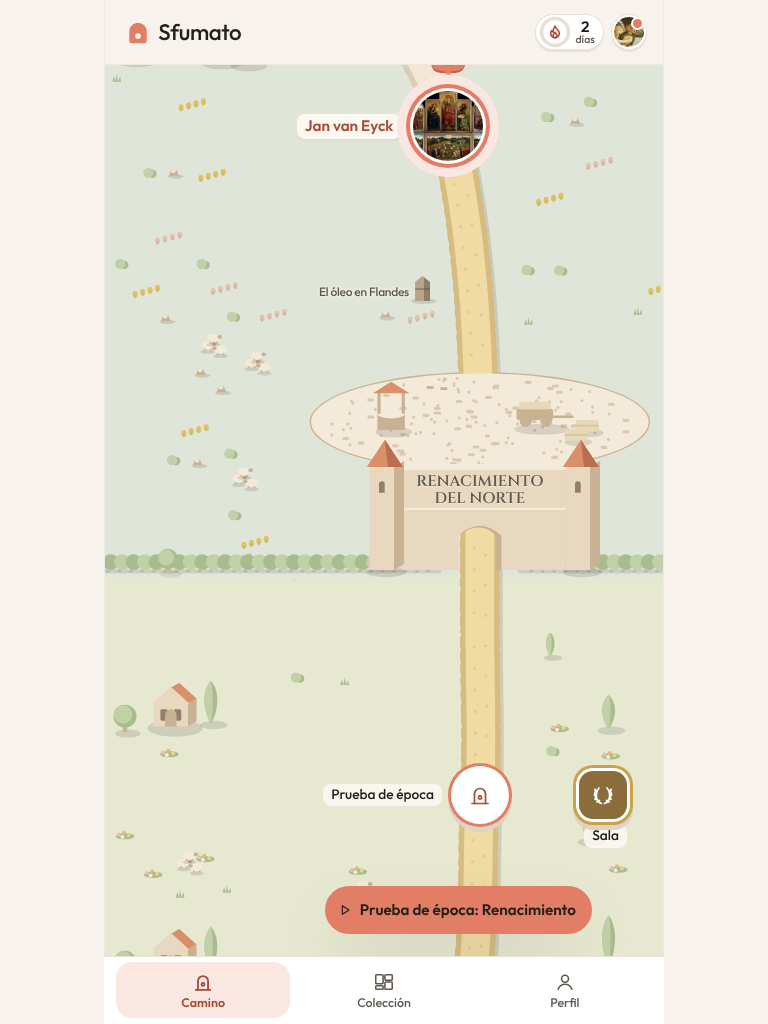 Sfumato
2
días
Jan van Eyck
El óleo en Flandes
RENACIMIENTO
DEL NORTE
Prueba de época
Sala
Prueba de época: Renacimiento
Camino
Colección
Perfil